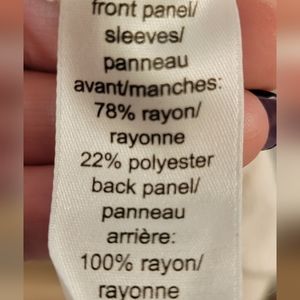 front panel/
sleeves/
panneau
avant/manches:
78% rayon/
rayonne
22% polyester
back panel/
panneau
arrière:
100% rayon/
rayonne